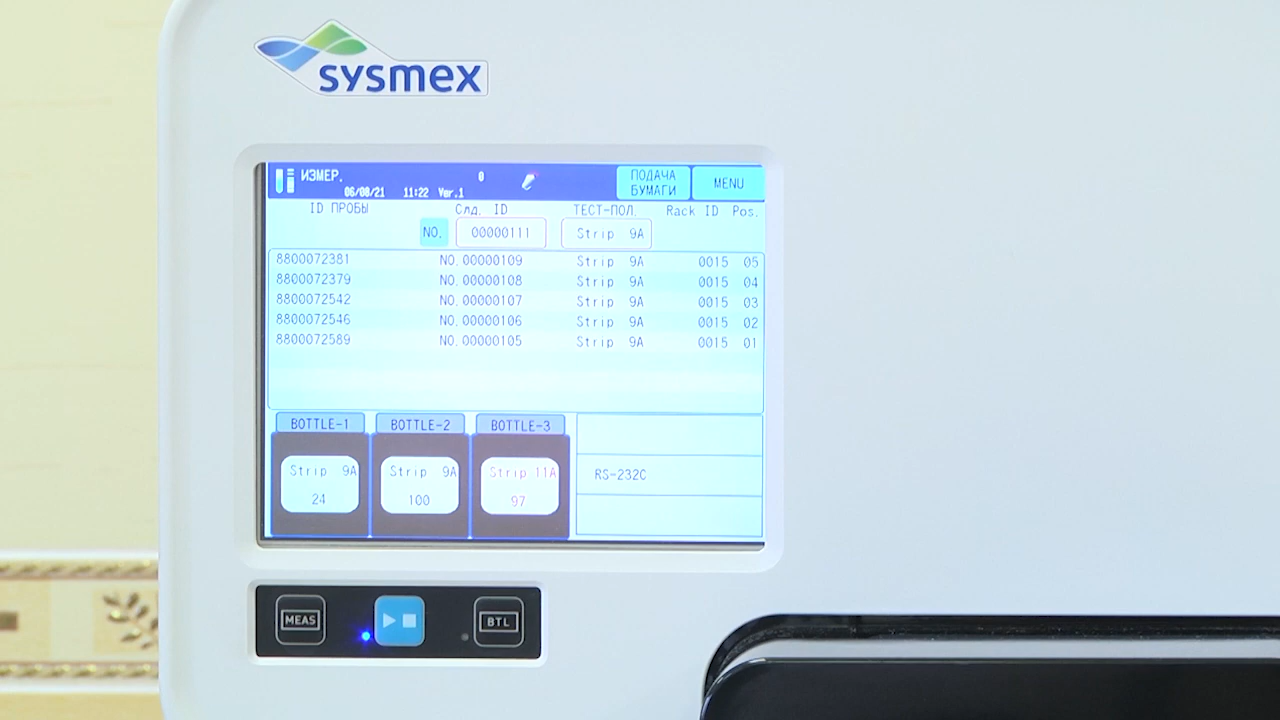 sysmex
ИЗМЕР. 0
06/08/21 11:22 Ver.1
ПОДАЧА БУМАГИ
MENU
ID ПРОБЫ Слд. ID ТЕСТ-ПОЛ. Rack ID Pos.
NO. 00000111 Strip 9A
8800072381 NO.00000109 Strip 9A 0015 05
8800072379 NO.00000108 Strip 9A 0015 04
8800072542 NO.00000107 Strip 9A 0015 03
8800072546 NO.00000106 Strip 9A 0015 02
8800072589 NO.00000105 Strip 9A 0015 01
BOTTLE-1 BOTTLE-2 BOTTLE-3
Strip 9A Strip 9A Strip 11A
24 100 97
RS-232C
MEAS BTL